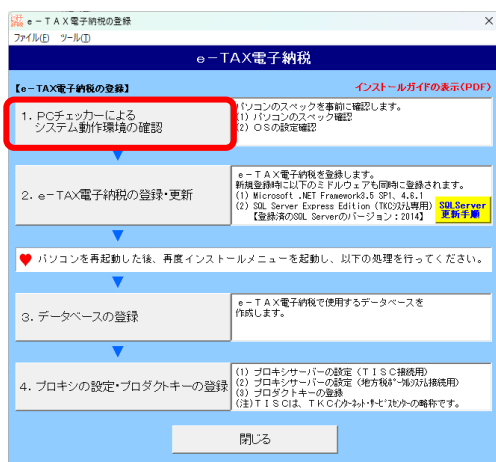 e－ＴＡＸ電子納税の登録
ファイル(F) ツール(T)
e－TAX電子納税
【e－TAX電子納税の登録】
インストールガイドの表示(PDF)
1. PCチェッカーによる
システム動作環境の確認
パソコンのスペックを事前に確認します。
(1) パソコンのスペック確認
(2) ＯＳの設定確認
2. e－TAX電子納税の登録・更新
e－ＴＡＸ電子納税を登録します。
新規登録時に以下のミドルウェアも同時に登録されます。
(1) Microsoft .NET Framework3.5 SP1、4.6.1
(2) SQL Server Express Edition (TKCｼｽﾃﾑ専用)
【登録済のSQL Serverのバージョン：2014】
SQLServer
更新手順
♥ パソコンを再起動した後、再度インストールメニューを起動し、以下の処理を行ってください。
3. データベースの登録
e－ＴＡＸ電子納税で使用するデータベースを
作成します。
4. プロキシの設定・プロダクトキーの登録
(1) プロキシサーバーの設定（ＴＩＳＣ接続用）
(2) プロキシサーバーの設定（地方税ﾎﾟｰﾀﾙｼｽﾃﾑ接続用）
(3) プロダクトキーの登録
(注)ＴＩＳＣは、ＴＫＣｲﾝﾀｰﾈｯﾄ･ｻｰﾋﾞｽｾﾝﾀｰの略称です。
閉じる